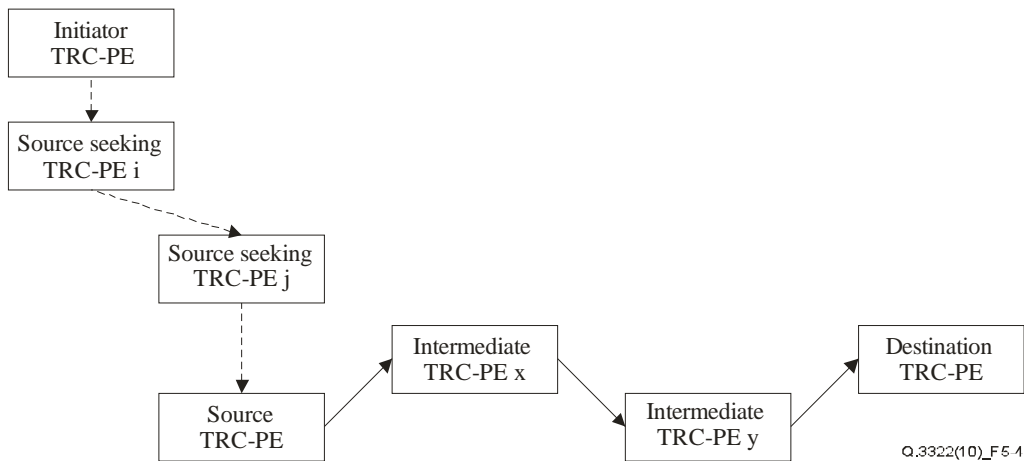 Initiator
TRC-PE
Source seeking
TRC-PE i
Source seeking
TRC-PE j
Intermediate
TRC-PE x
Destination
TRC-PE
Source
TRC-PE
Intermediate
TRC-PE y
Q.3322(10)_F5-4